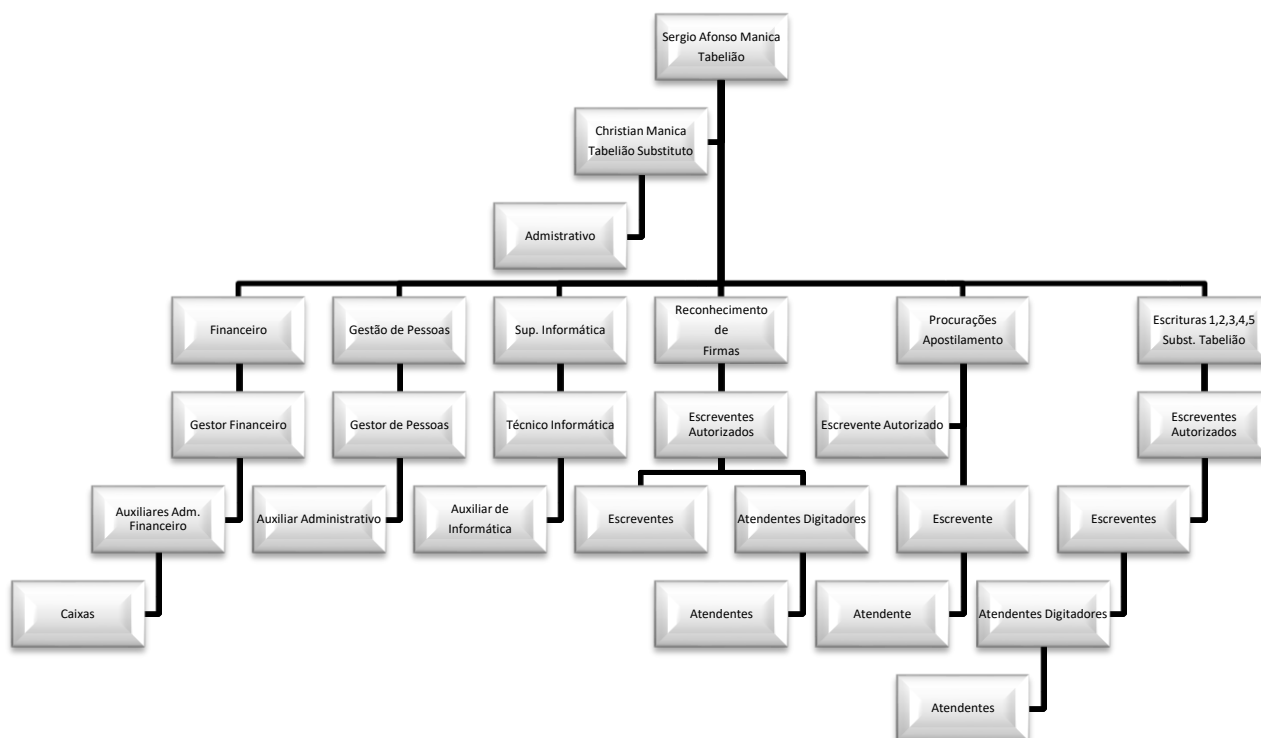 Sergio Afonso Manica
Tabelião
Christian Manica
Tabelião Substituto
Admistrativo
Financeiro
Gestão de Pessoas
Sup. Informática
Reconhecimento
de
Firmas
Procurações
Apostilamento
Escrituras 1,2,3,4,5
Subst. Tabelião
Gestor Financeiro
Gestor de Pessoas
Técnico Informática
Escreventes
Autorizados
Escrevente Autorizado
Escreventes
Autorizados
Auxiliares Adm.
Financeiro
Auxiliar Administrativo
Auxiliar de
Informática
Escreventes
Atendentes Digitadores
Escrevente
Escreventes
Caixas
Atendentes
Atendente
Atendentes Digitadores
Atendentes